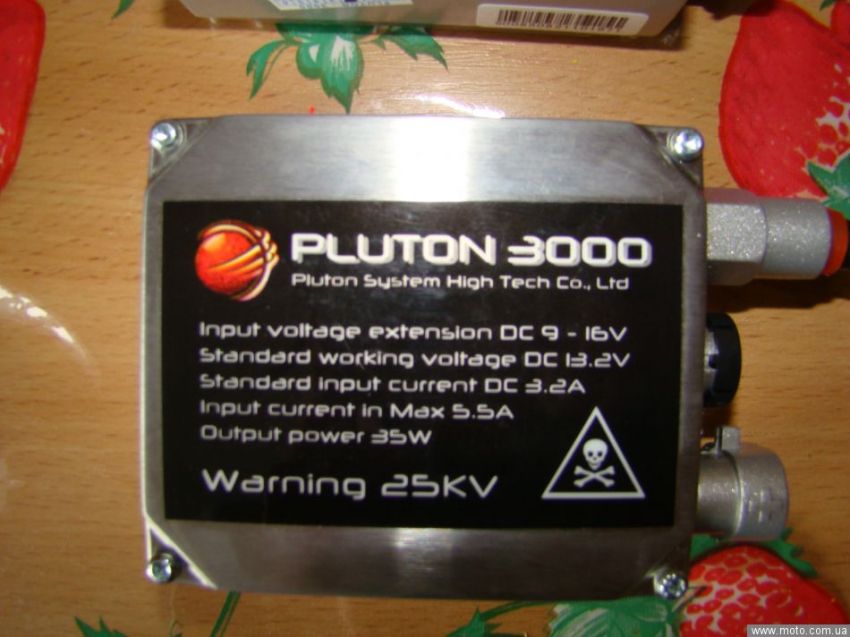 PLUTON 3000
Pluton System High Tech Co., Ltd
Input voltage extension DC 9 - 16V
Standard working voltage DC 13.2V
Standard input current DC 3.2A
Input current in Max 5.5A
Output power 35W
Warning 25KV
www.moto.com.ua